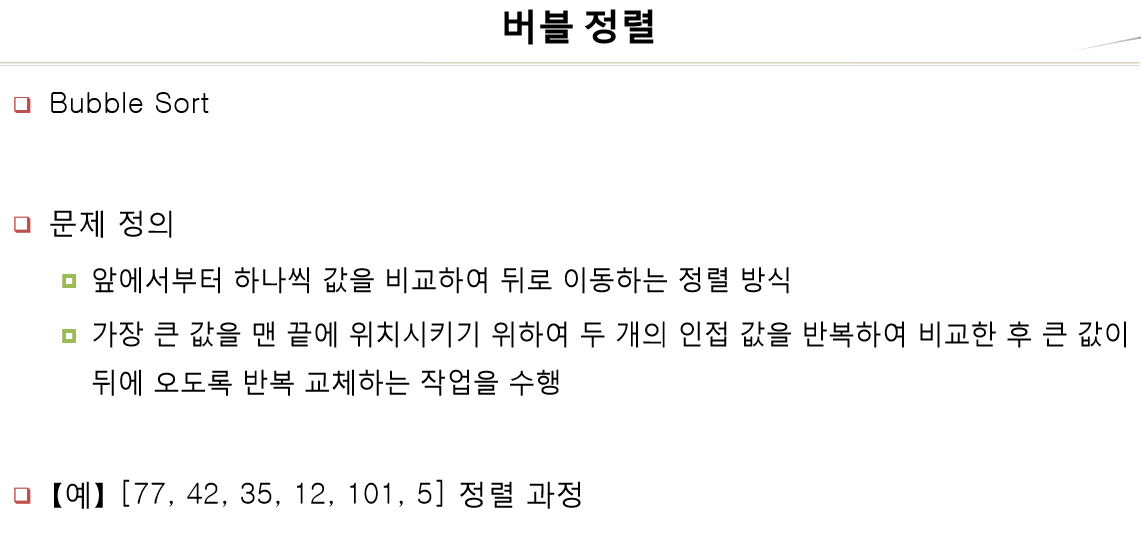 버블 정렬
Bubble Sort
문제 정의
앞에서부터 하나씩 값을 비교하여 뒤로 이동하는 정렬 방식
가장 큰 값을 맨 끝에 위치시키기 위하여 두 개의 인접 값을 반복하여 비교한 후 큰 값이
뒤에 오도록 반복 교체하는 작업을 수행
【예】 [77, 42, 35, 12, 101, 5] 정렬 과정